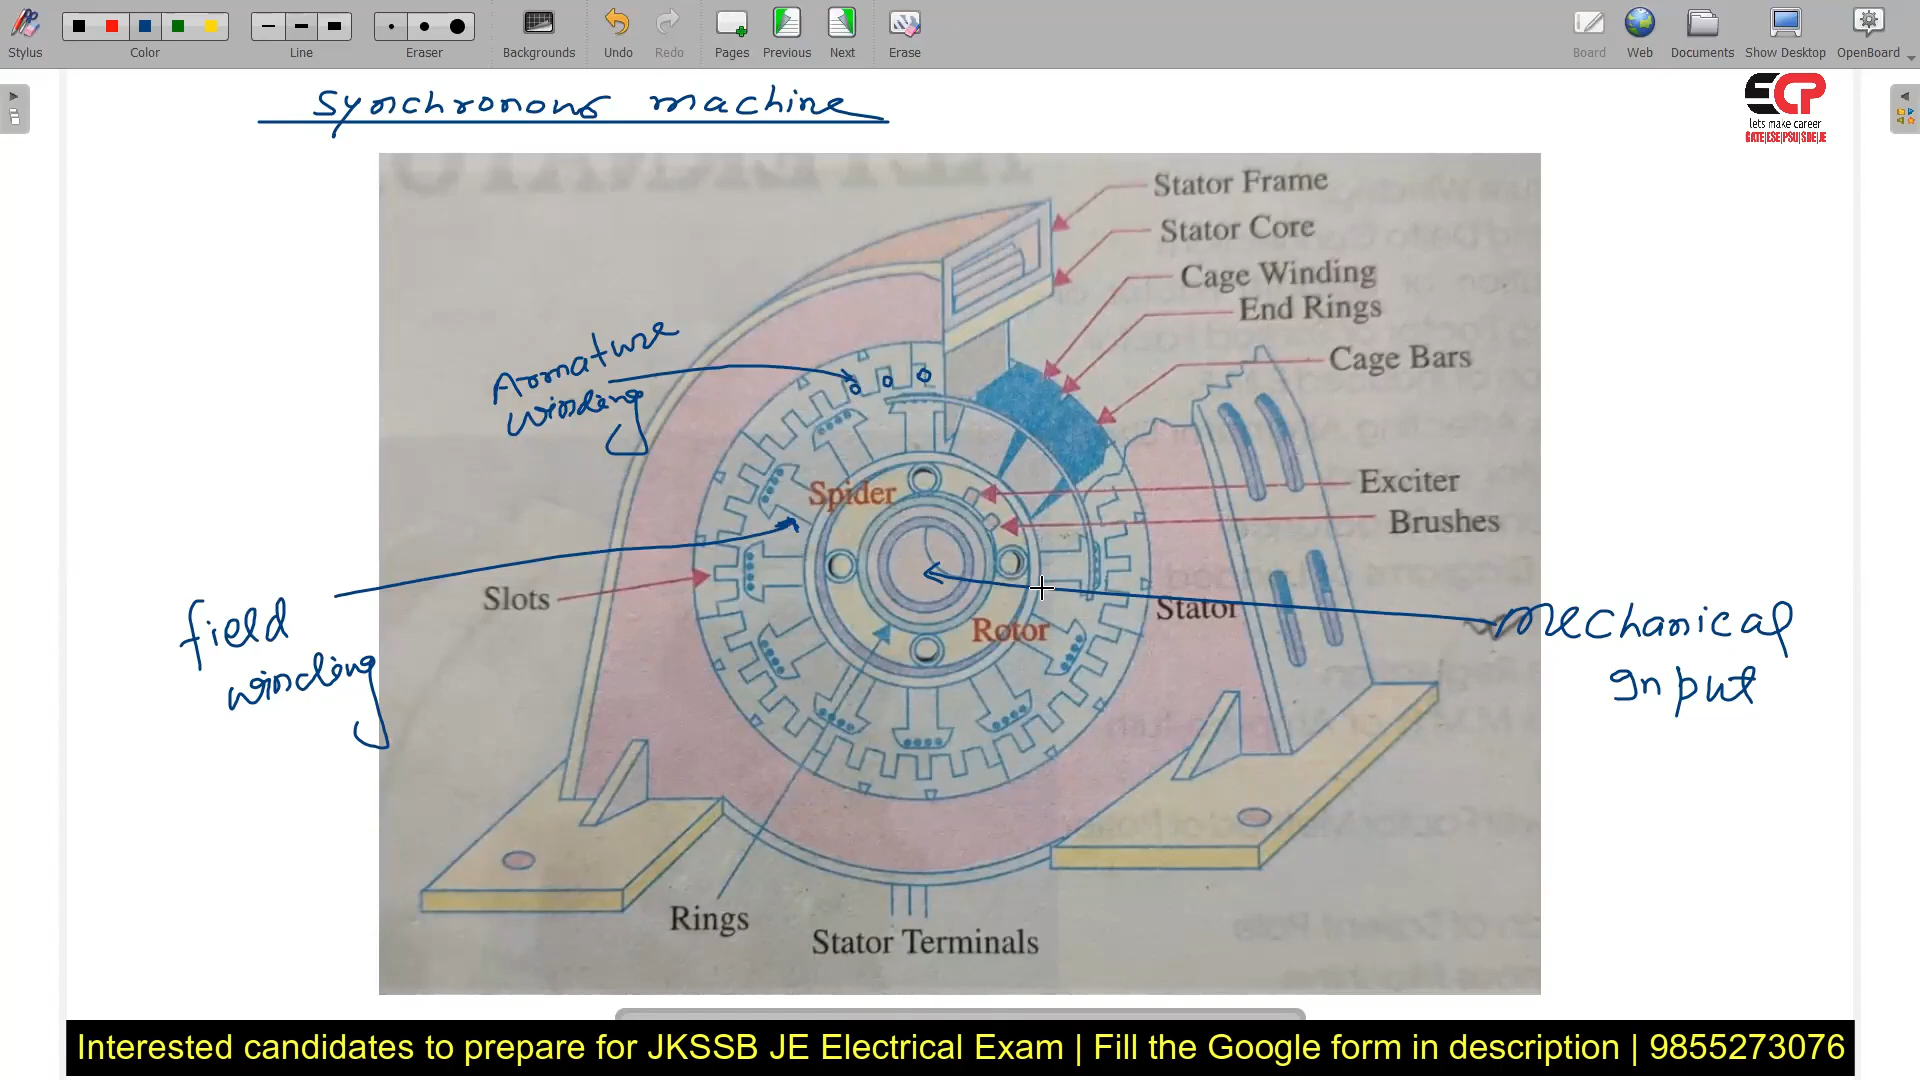 Stylus
Color
Line
Eraser
Backgrounds
Undo
Redo
Pages
Previous
Next
Erase
Board
Web
Documents
Show Desktop
OpenBoard
Synchronous machine
ECP
lets make career
GATE|ESE|PSU|SSE|JE
Stator Frame
Stator Core
Cage Winding
End Rings
Cage Bars
Armature
winding
Spider
Exciter
Brushes
Slots
field
winding
Rotor
Stator
Mechanical
Input
Rings
Stator Terminals
Interested candidates to prepare for JKSSB JE Electrical Exam | Fill the Google form in description | 9855273076